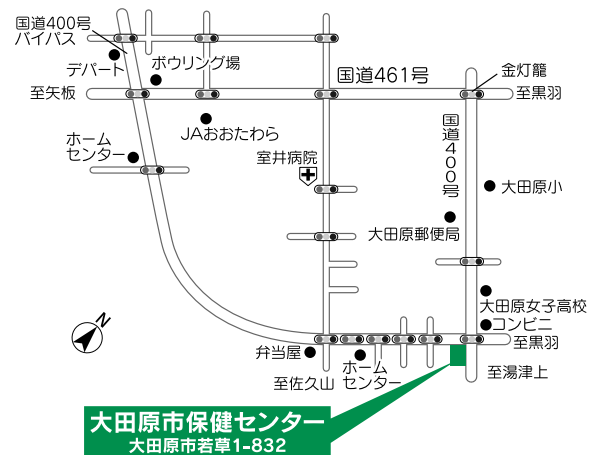 国道400号
バイパス
デパート
ボウリング場
国道461号
金灯籠
至矢板
至黒羽
JAおおたわら
国道400号
ホーム
センター
室井病院
大田原小
大田原郵便局
大田原女子高校
コンビニ
N
至黒羽
弁当屋
ホーム
センター
至佐久山
至湯津上
大田原市保健センター
大田原市若草1-832